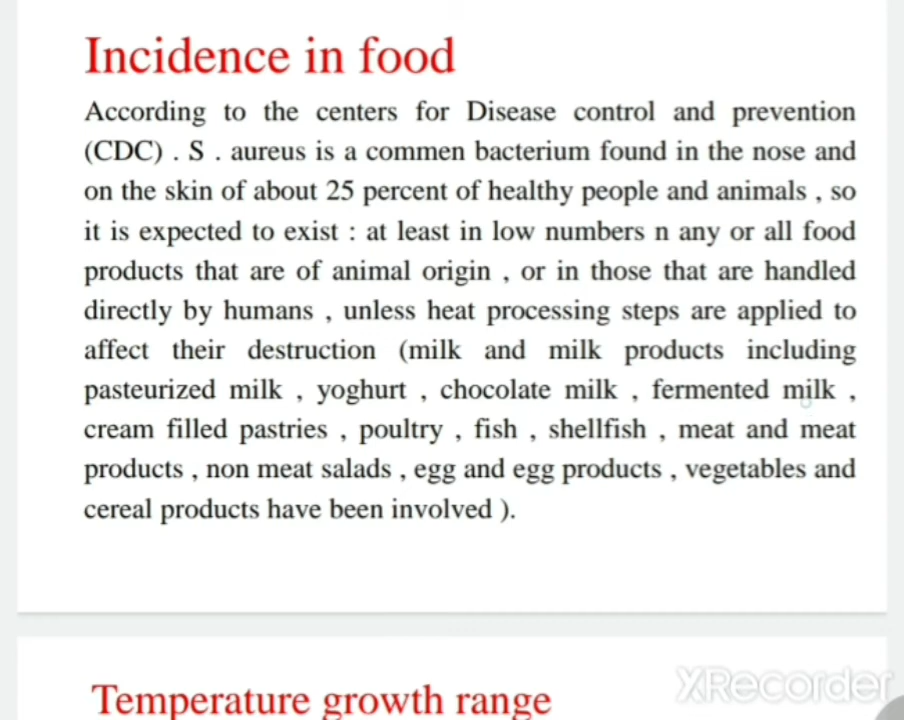 Incidence in food
According to the centers for Disease control and prevention
(CDC) . S . aureus is a commen bacterium found in the nose and
on the skin of about 25 percent of healthy people and animals , so
it is expected to exist : at least in low numbers n any or all food
products that are of animal origin , or in those that are handled
directly by humans , unless heat processing steps are applied to
affect their destruction (milk and milk products including
pasteurized milk , yoghurt , chocolate milk , fermented milk ,
cream filled pastries , poultry , fish , shellfish , meat and meat
products , non meat salads , egg and egg products , vegetables and
cereal products have been involved ).
XRecorder
Temperature growth range